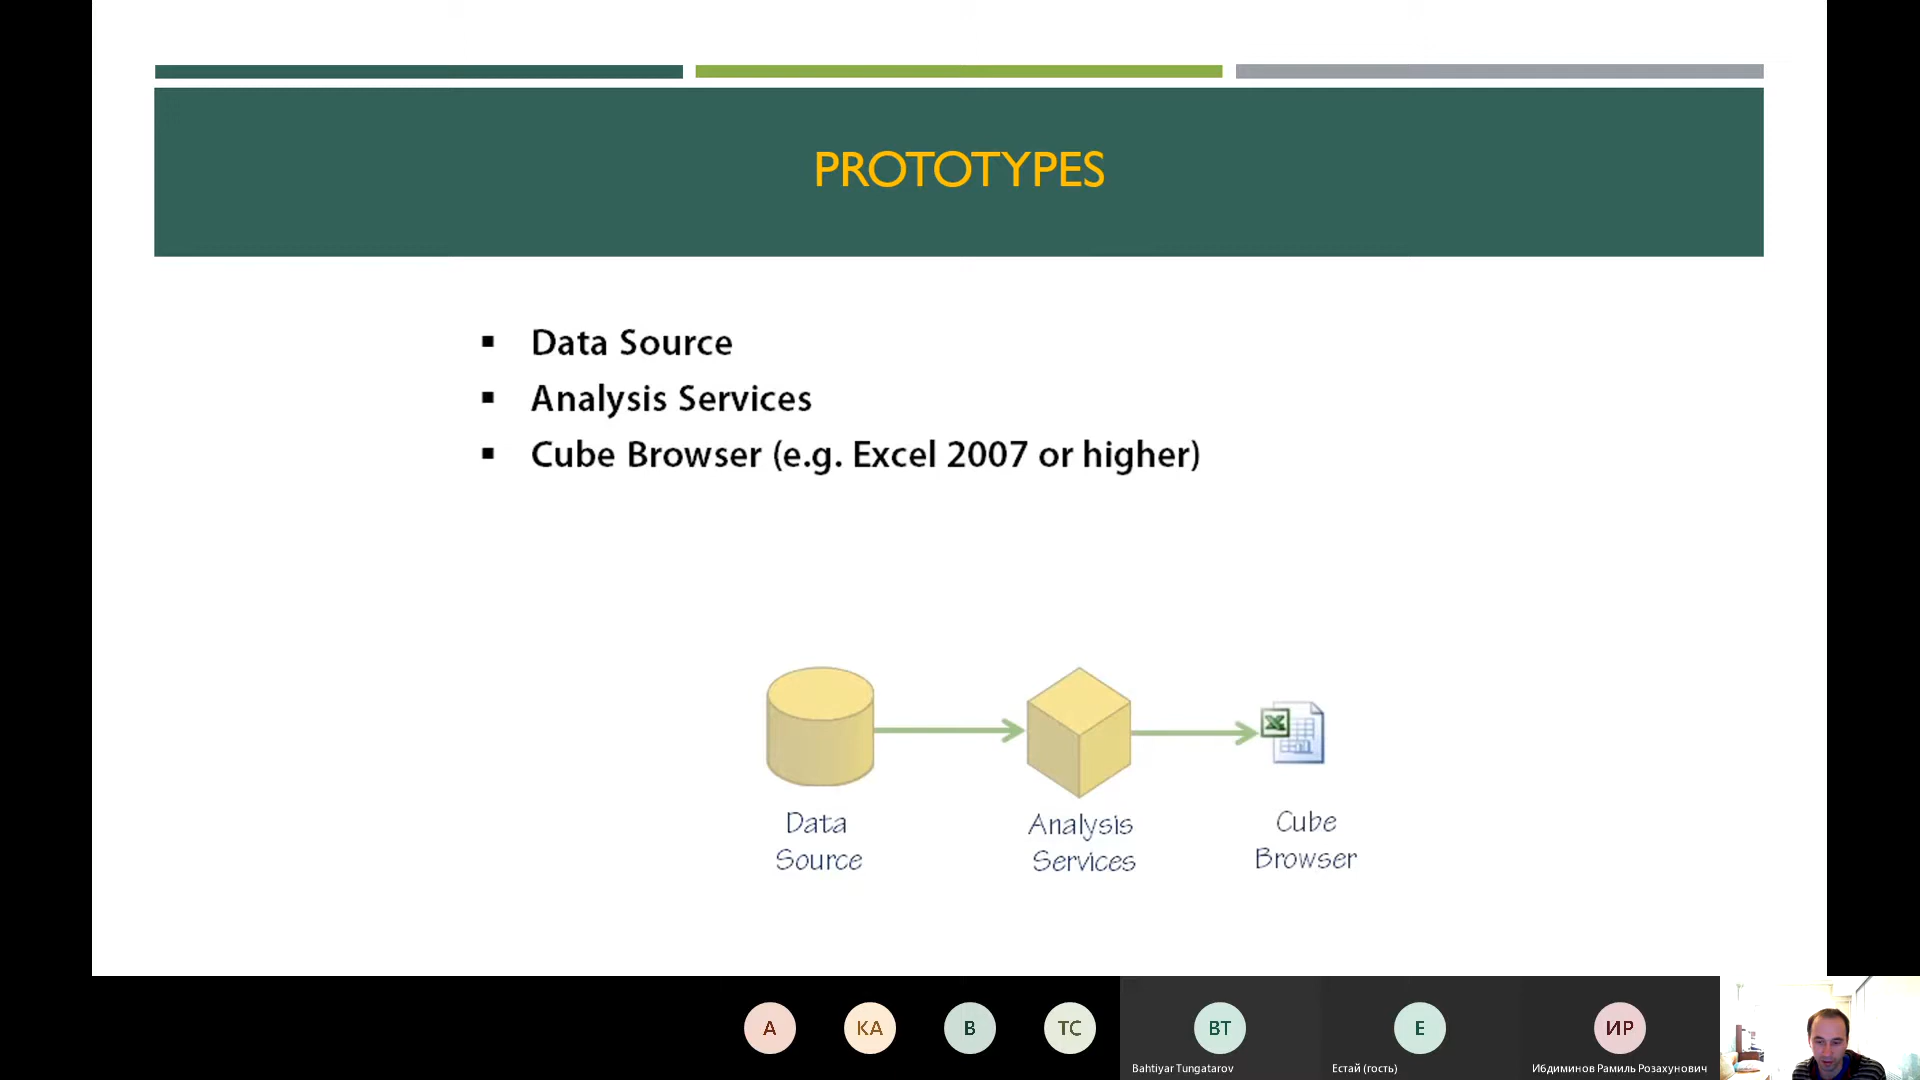 PROTOTYPES
▪ Data Source
▪ Analysis Services
▪ Cube Browser (e.g. Excel 2007 or higher)
Data
Source
Analysis
Services
Cube
Browser
A
KA
B
TC
BT
E
ИР
Bahtiyar Tungatarov
Естай (гость)
Ибдиминов Рамиль Розахунович